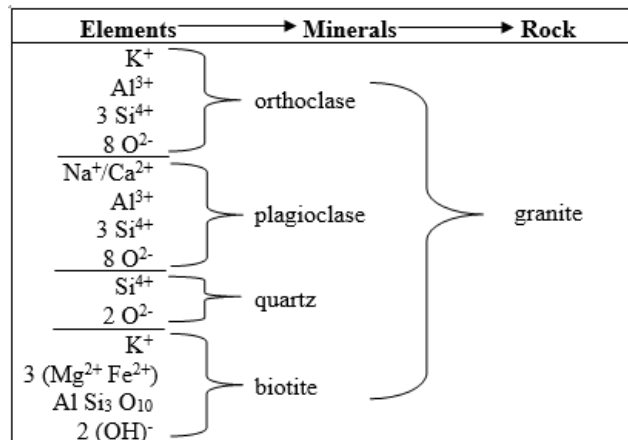 Elements → Minerals → Rock
K⁺
Al³⁺
3 Si⁴⁺
8 O²⁻
orthoclase
Na⁺/Ca²⁺
Al³⁺
3 Si⁴⁺
8 O²⁻
plagioclase
granite
Si⁴⁺
2 O²⁻
quartz
K⁺
3 (Mg²⁺ Fe²⁺)
Al Si₃ O₁₀
2 (OH)⁻
biotite